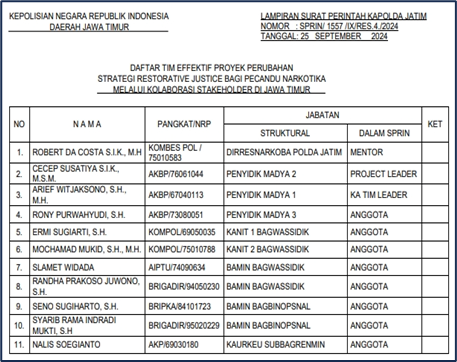 KEPOLISIAN NEGARA REPUBLIK INDONESIA
DAERAH JAWA TIMUR
LAMPIRAN SURAT PERINTAH KAPOLDA JATIM
NOMOR : SPRIN/ 1557 /IX/RES.4./2024
TANGGAL: 25 SEPTEMBER 2024
DAFTAR TIM EFFEKTIF PROYEK PERUBAHAN
STRATEGI RESTORATIVE JUSTICE BAGI PECANDU NARKOTIKA
MELALUI KOLABORASI STAKEHOLDER DI JAWA TIMUR
NO N A M A PANGKAT/NRP JABATAN KET
STRUKTURAL DALAM SPRIN
1. ROBERT DA COSTA S.I.K., M.H KOMBES POL / 75010583 DIRRESNARKOBA POLDA JATIM MENTOR
2. CECEP SUSATIYA S.I.K., M.S.M. AKBP/76061044 PENYIDIK MADYA 2 PROJECT LEADER
3. ARIEF WITJAKSONO, S.H., M.H. AKBP/67040113 PENYIDIK MADYA 1 KA TIM LEADER
4. RONY PURWAHYUDI, S.H. AKBP/73080051 PENYIDIK MADYA 3 ANGGOTA
5. ERMI SUGIARTI, S.H. KOMPOL/69050035 KANIT 1 BAGWASSIDIK ANGGOTA
6. MOCHAMAD MUKID, S.H., M.H. KOMPOL/75010788 KANIT 2 BAGWASSIDIK ANGGOTA
7. SLAMET WIDADA AIPTU/74090634 BAMIN BAGWASSIDIK ANGGOTA
8. RANDHA PRAKOSO JUWONO, S.H. BRIGADIR/94050230 BAMIN BAGWASSIDIK ANGGOTA
9. SENO SUGIHARTO, S.H. BRIPKA/84101723 BAMIN BAGBINOPSNAL ANGGOTA
10. SYARIB RAMA INDRADI MUKTI, S.H BRIGADIR/95020229 BAMIN BAGBINOPSNAL ANGGOTA
11. NALIS SOEGIANTO AKP/69030180 KAURKEU SUBBAGRENMIN ANGGOTA